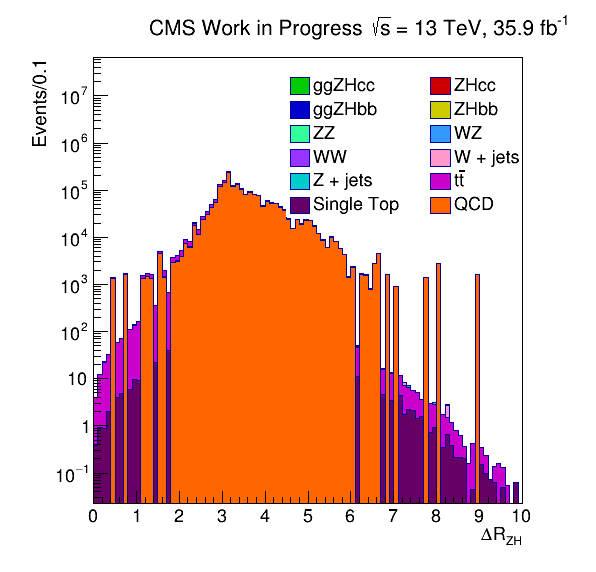 CMS Work in Progress √s = 13 TeV, 35.9 fb⁻¹
Events/0.1
ggZHcc ZHcc
ggZHbb ZHbb
ZZ WZ
WW W + jets
Z + jets tt̄
Single Top QCD
10⁷
10⁶
10⁵
10⁴
10³
10²
10
1
10⁻¹
0 1 2 3 4 5 6 7 8 9 10
ΔR_ZH